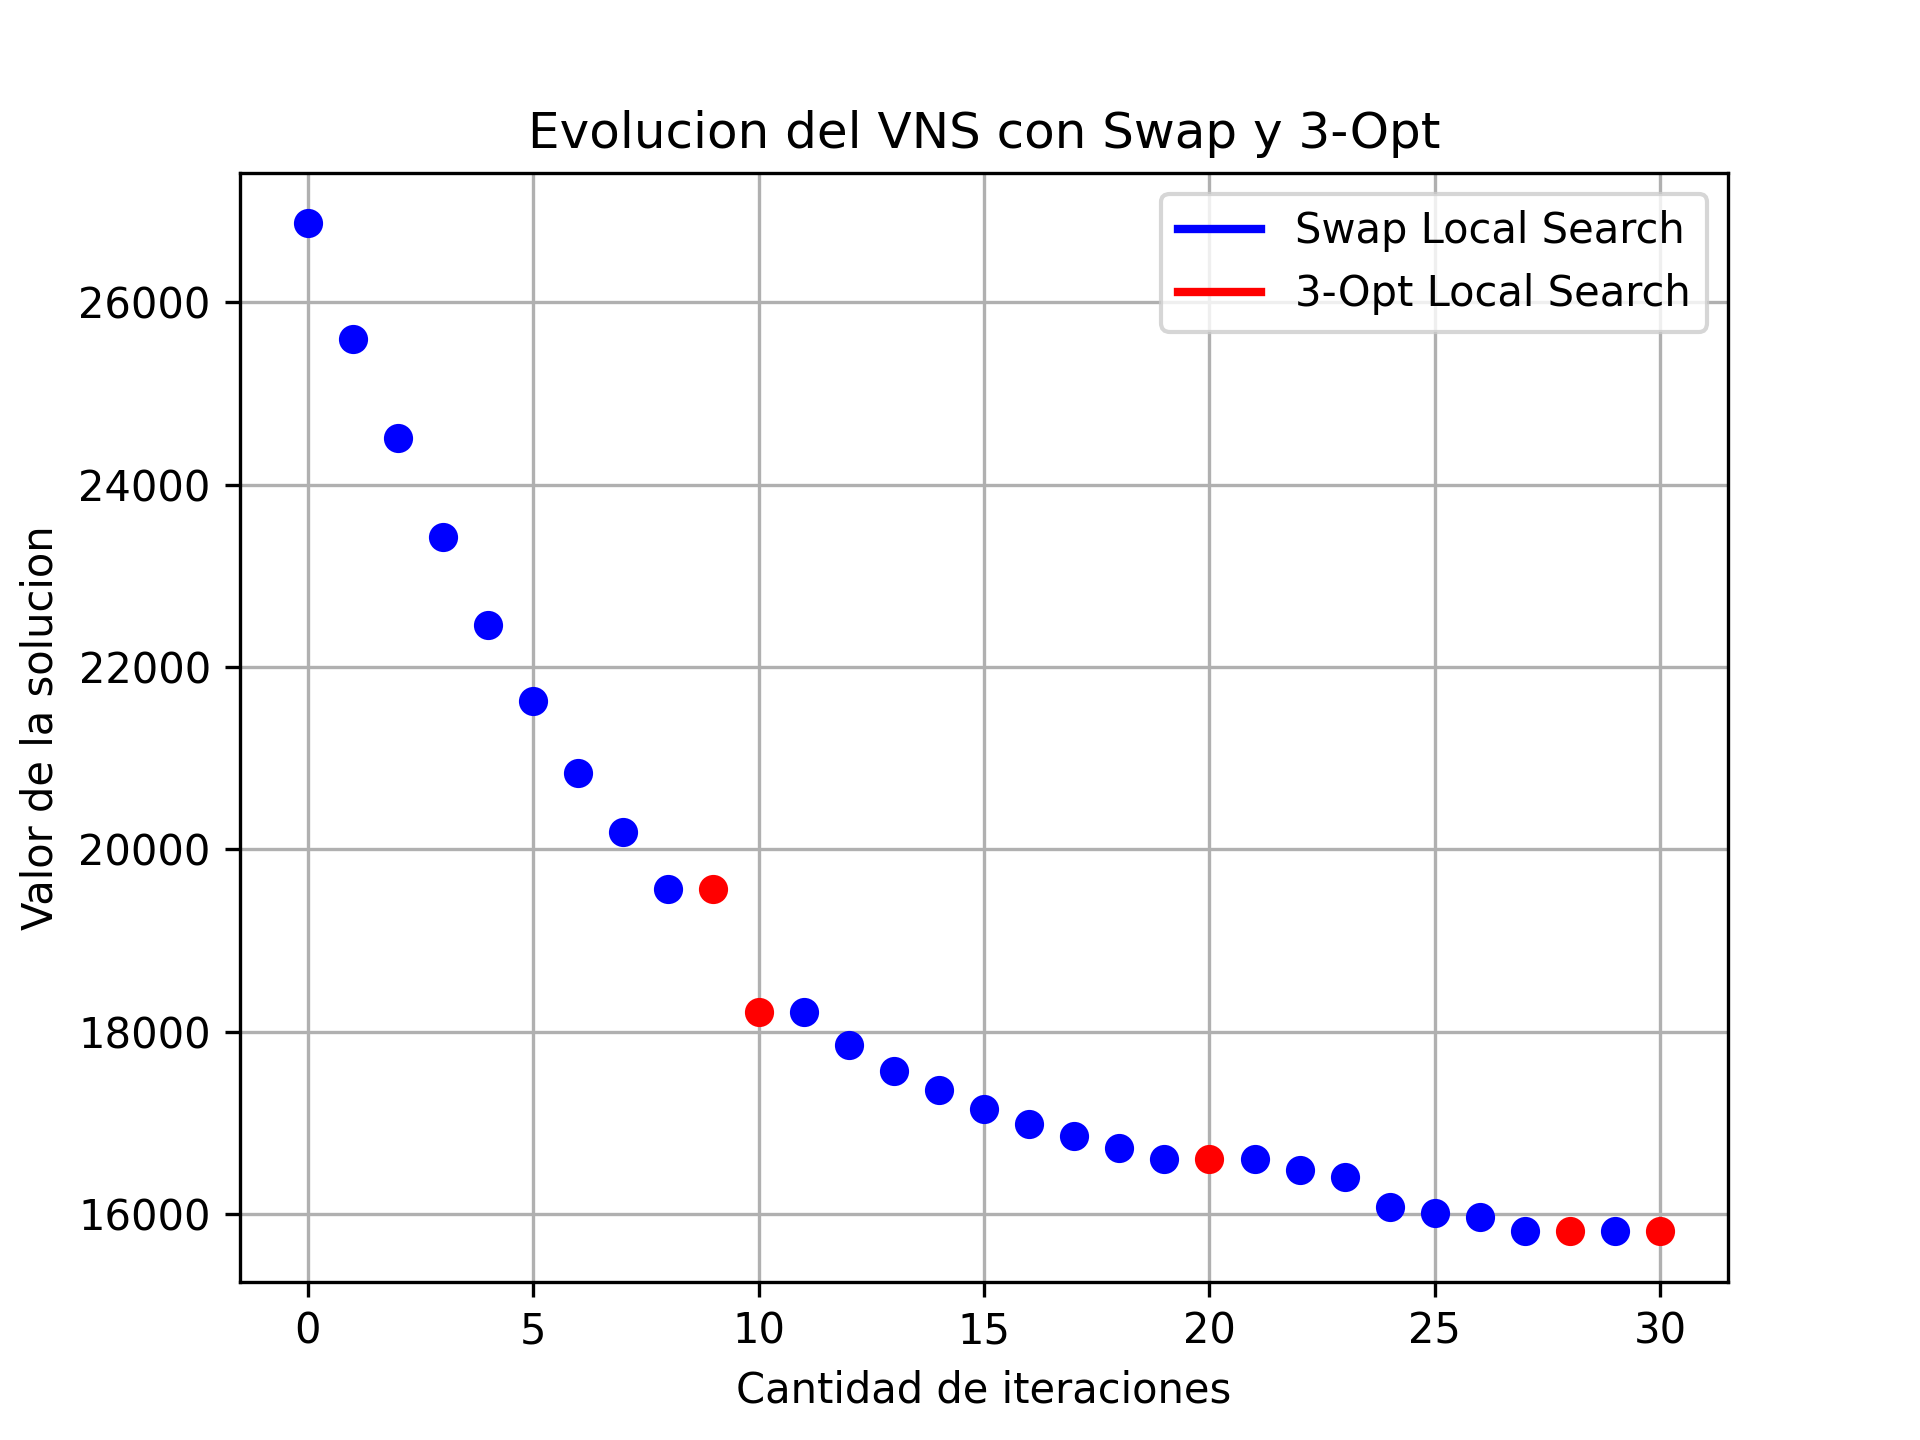 Evolucion del VNS con Swap y 3-Opt
Swap Local Search
3-Opt Local Search
Valor de la solucion
26000
24000
22000
20000
18000
16000
0 5 10 15 20 25 30
Cantidad de iteraciones